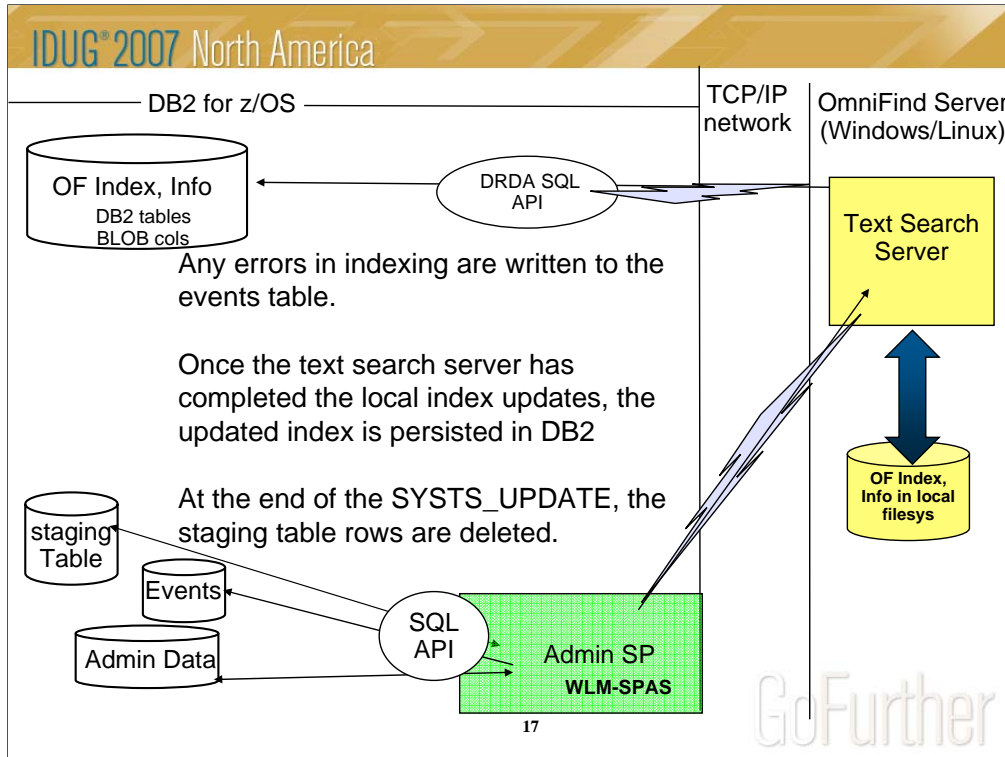 IDUG® 2007 North America
DB2 for z/OS
TCP/IP
network
OmniFind Server
(Windows/Linux)
OF Index, Info
DB2 tables
BLOB cols
DRDA SQL
API
Text Search
Server
Any errors in indexing are written to the
events table.
Once the text search server has
completed the local index updates, the
updated index is persisted in DB2
At the end of the SYSTS_UPDATE, the
staging table rows are deleted.
OF Index,
Info in local
filesys
staging
Table
Events
Admin Data
SQL
API
Admin SP
WLM-SPAS
17
GoFurther